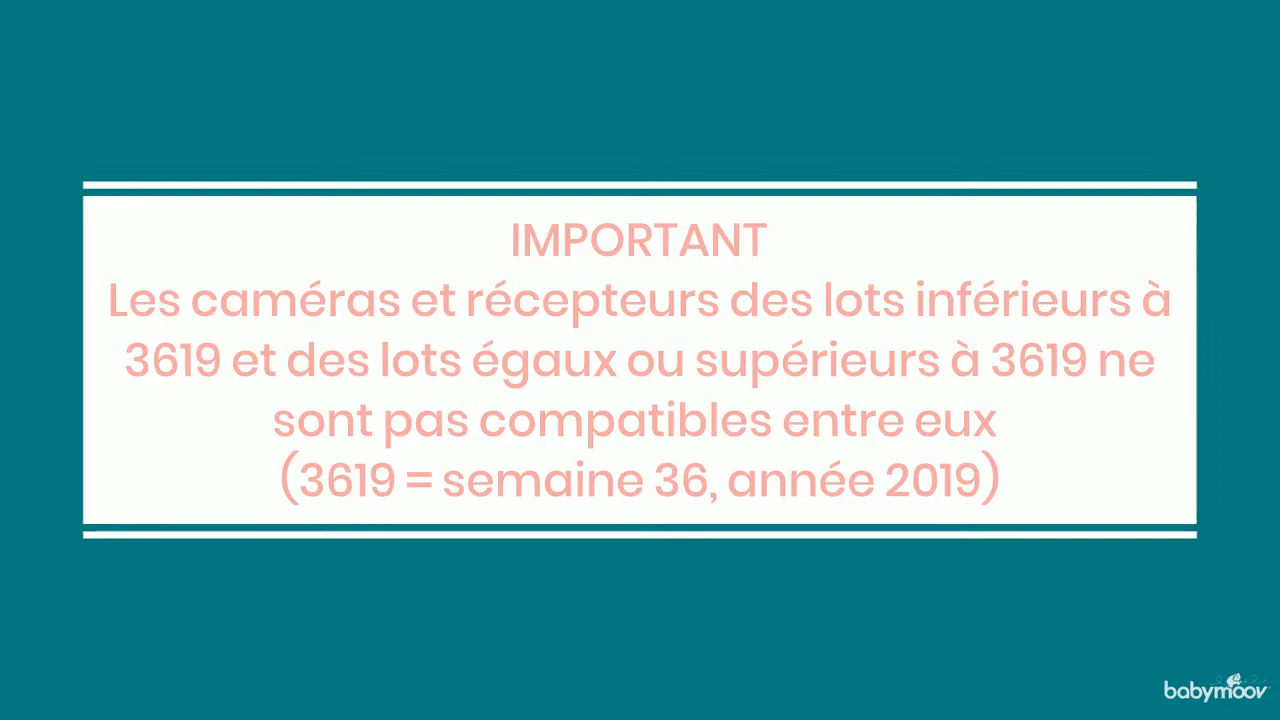 IMPORTANT
Les caméras et récepteurs des lots inférieurs à
3619 et des lots égaux ou supérieurs à 3619 ne
sont pas compatibles entre eux
(3619 = semaine 36, année 2019)
babymoov